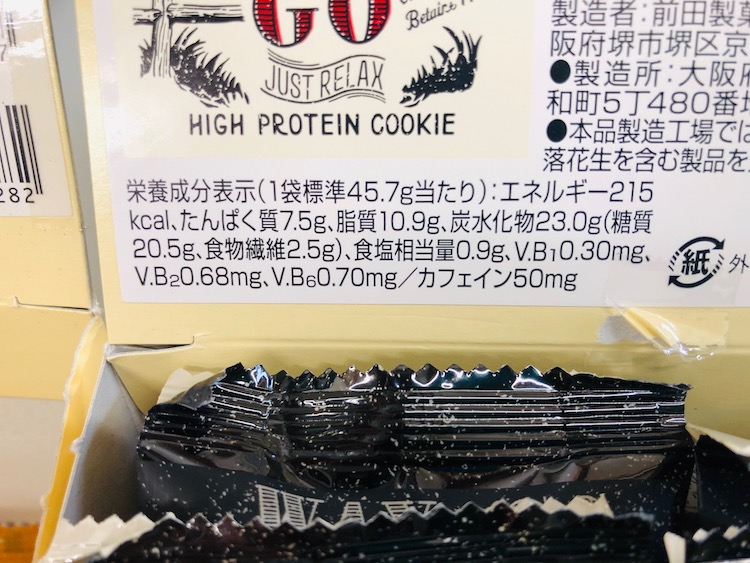 GO
Betain
JUST RELAX
HIGH PROTEIN COOKIE
製造者:前田製菓
阪府堺市堺区京
●製造所:大阪府
和町5丁480番地
●本品製造工場では
落花生を含む製品を
282
栄養成分表示(1袋標準45.7g当たり):エネルギー215
kcal、たんぱく質7.5g、脂質10.9g、炭水化物23.0g(糖質
20.5g、食物繊維2.5g)、食塩相当量0.9g、V.B1 0.30mg、
V.B2 0.68mg、V.B6 0.70mg/カフェイン50mg
紙 外